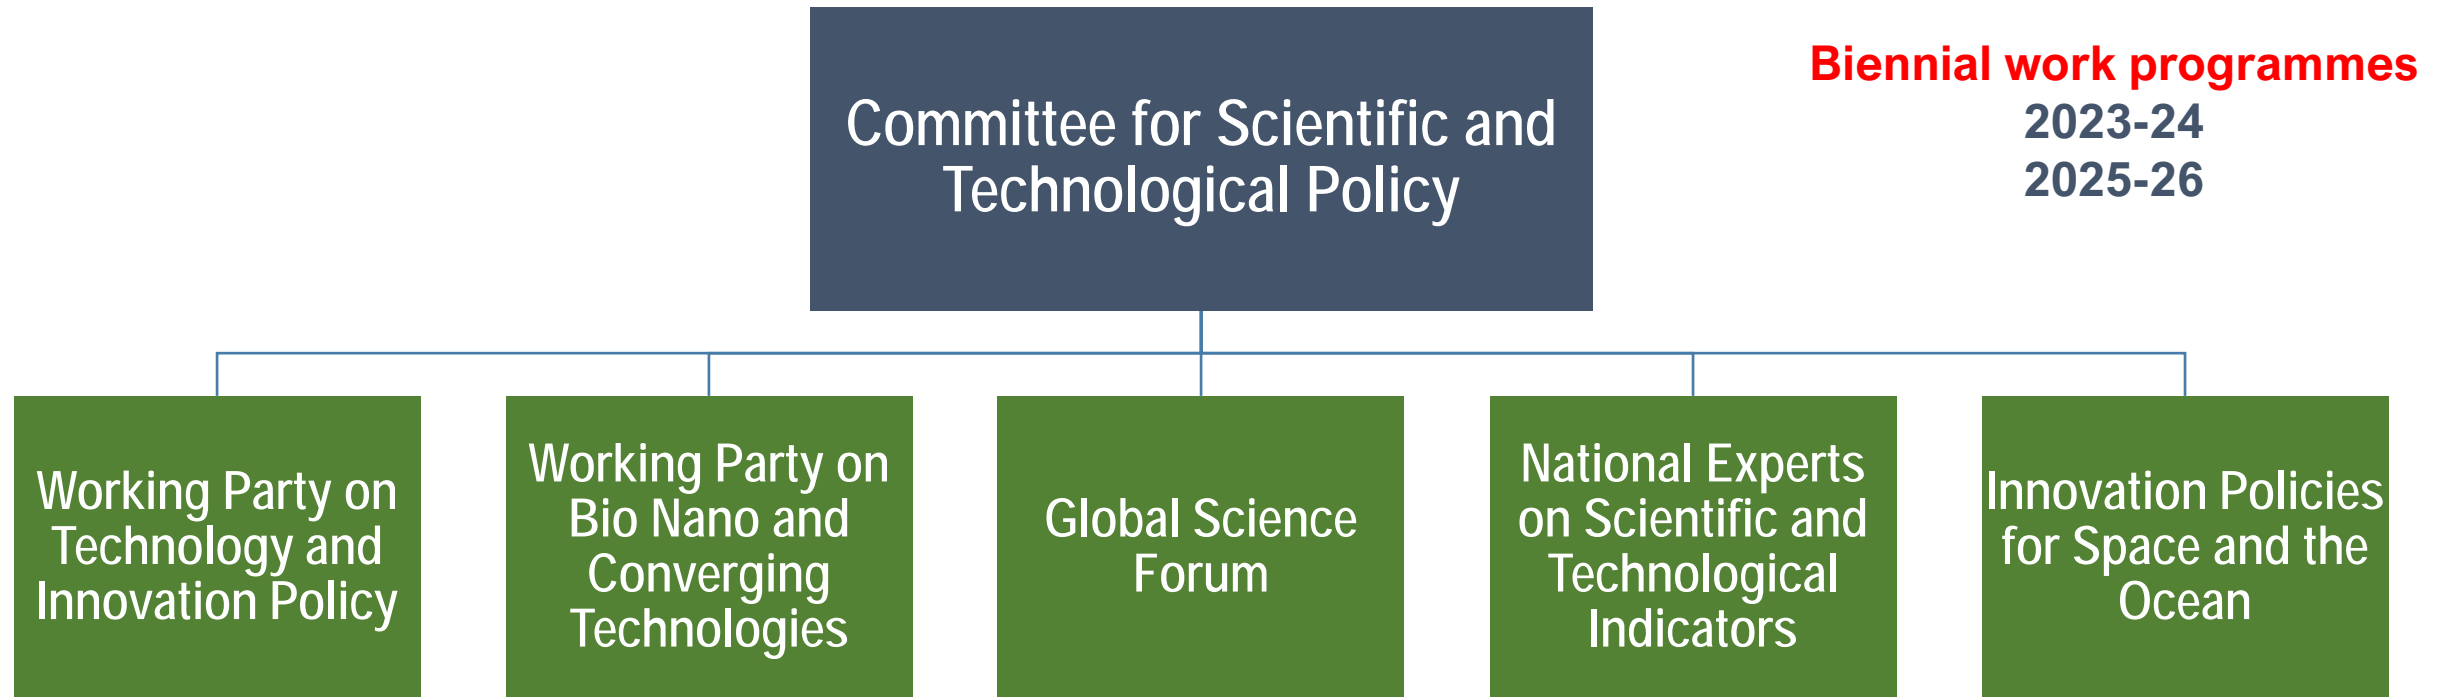 Committee for Scientific and
Technological Policy
Biennial work programmes
2023-24
2025-26
Working Party on
Technology and
Innovation Policy
Working Party on
Bio Nano and
Converging
Technologies
Global Science
Forum
National Experts
on Scientific and
Technological
Indicators
Innovation Policies
for Space and the
Ocean